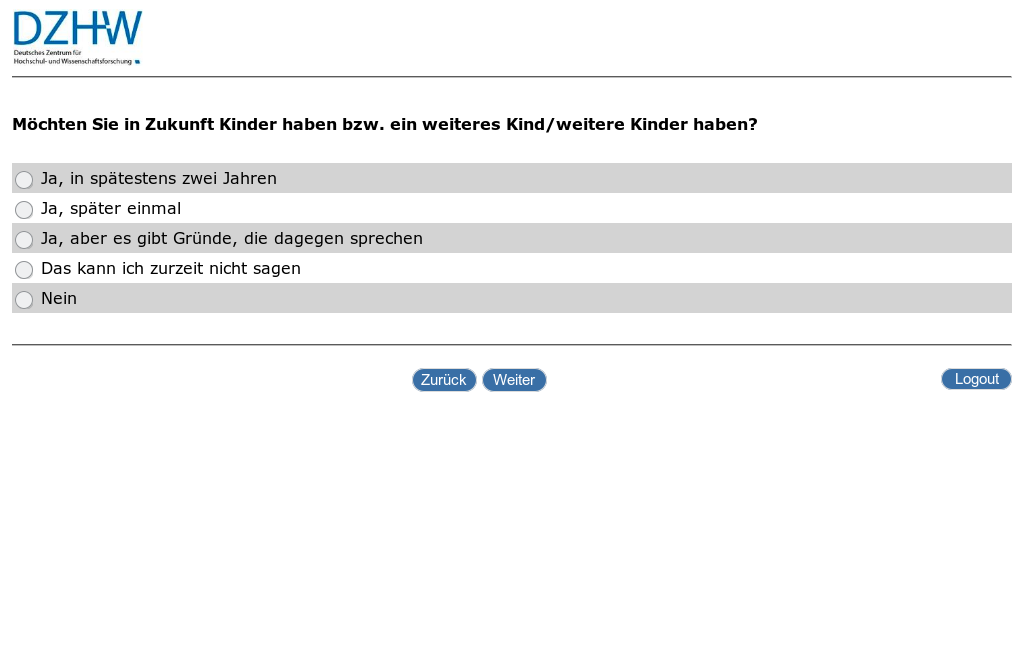 DZHW
Deutsches Zentrum für
Hochschul- und Wissenschaftsforschung
Möchten Sie in Zukunft Kinder haben bzw. ein weiteres Kind/weitere Kinder haben?
Ja, in spätestens zwei Jahren
Ja, später einmal
Ja, aber es gibt Gründe, die dagegen sprechen
Das kann ich zurzeit nicht sagen
Nein
Zurück Weiter Logout